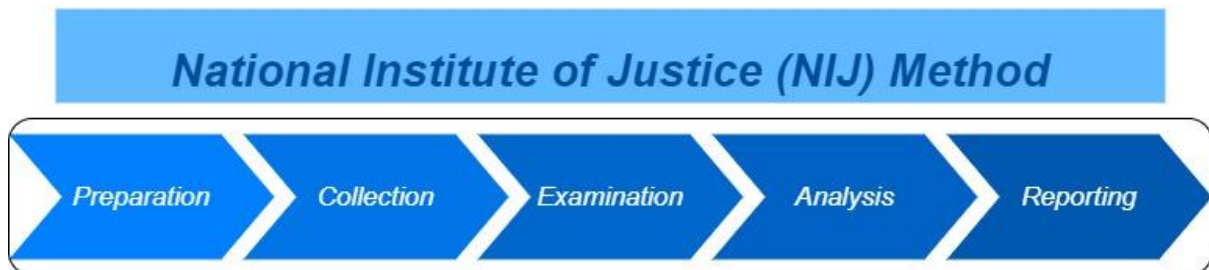 National Institute of Justice (NIJ) Method
Preparation
Collection
Examination
Analysis
Reporting